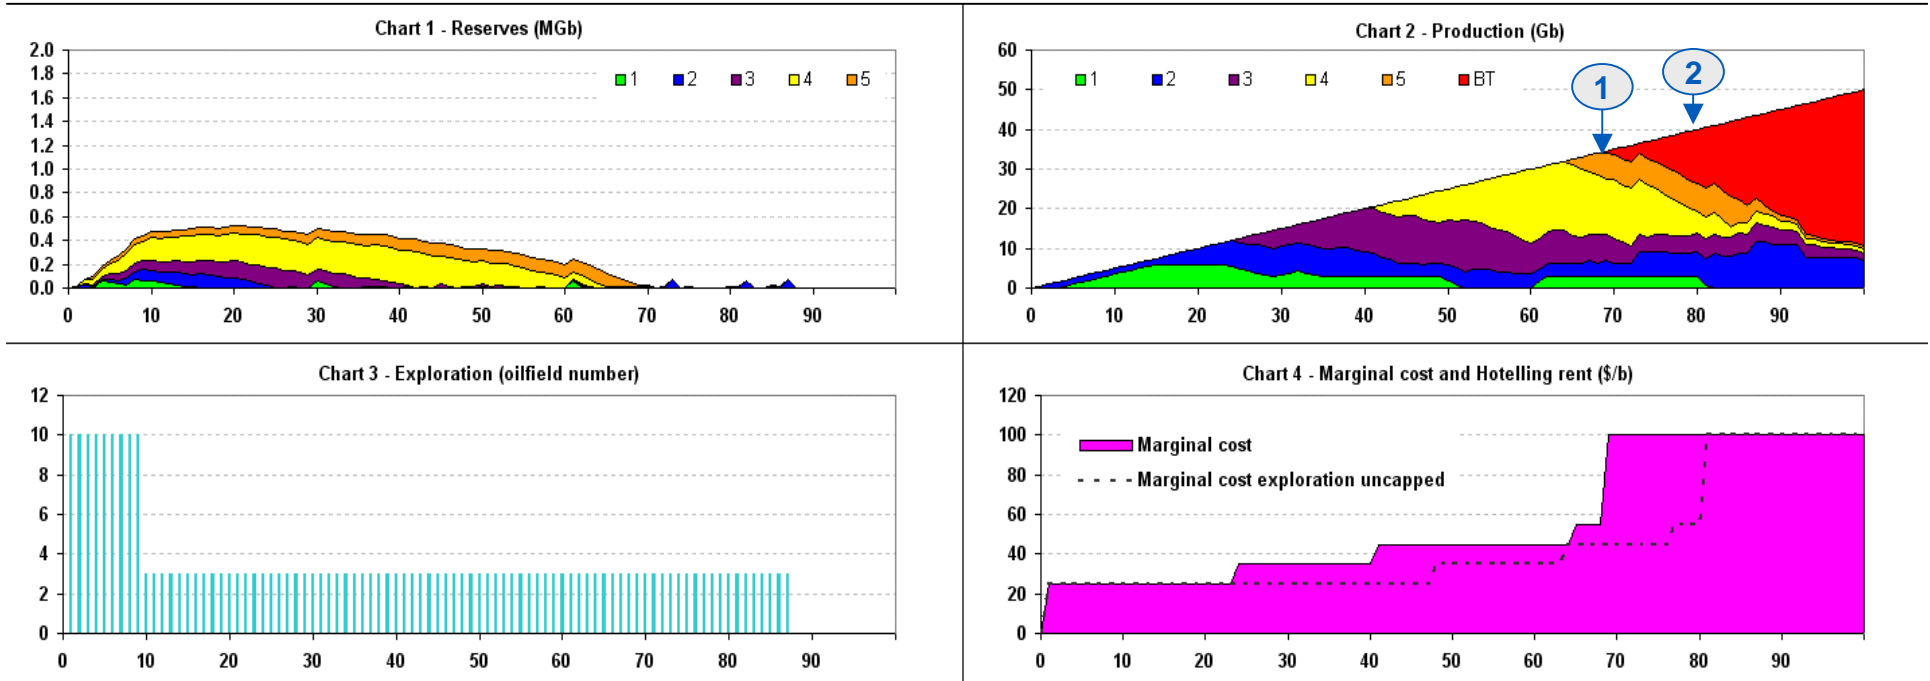 Chart 1 - Reserves (MGb)
2.0
1.8
1.6
1.4
1.2
1.0
0.8
0.6
0.4
0.2
0.0
1 2 3 4 5
0 10 20 30 40 50 60 70 80 90
Chart 2 - Production (Gb)
60
50
40
30
20
10
0
1 2 3 4 5 BT
1
2
0 10 20 30 40 50 60 70 80 90
Chart 3 - Exploration (oilfield number)
12
10
8
6
4
2
0
0 10 20 30 40 50 60 70 80 90
Chart 4 - Marginal cost and Hotelling rent ($/b)
120
100
80
60
40
20
0
Marginal cost
Marginal cost exploration uncapped
0 10 20 30 40 50 60 70 80 90